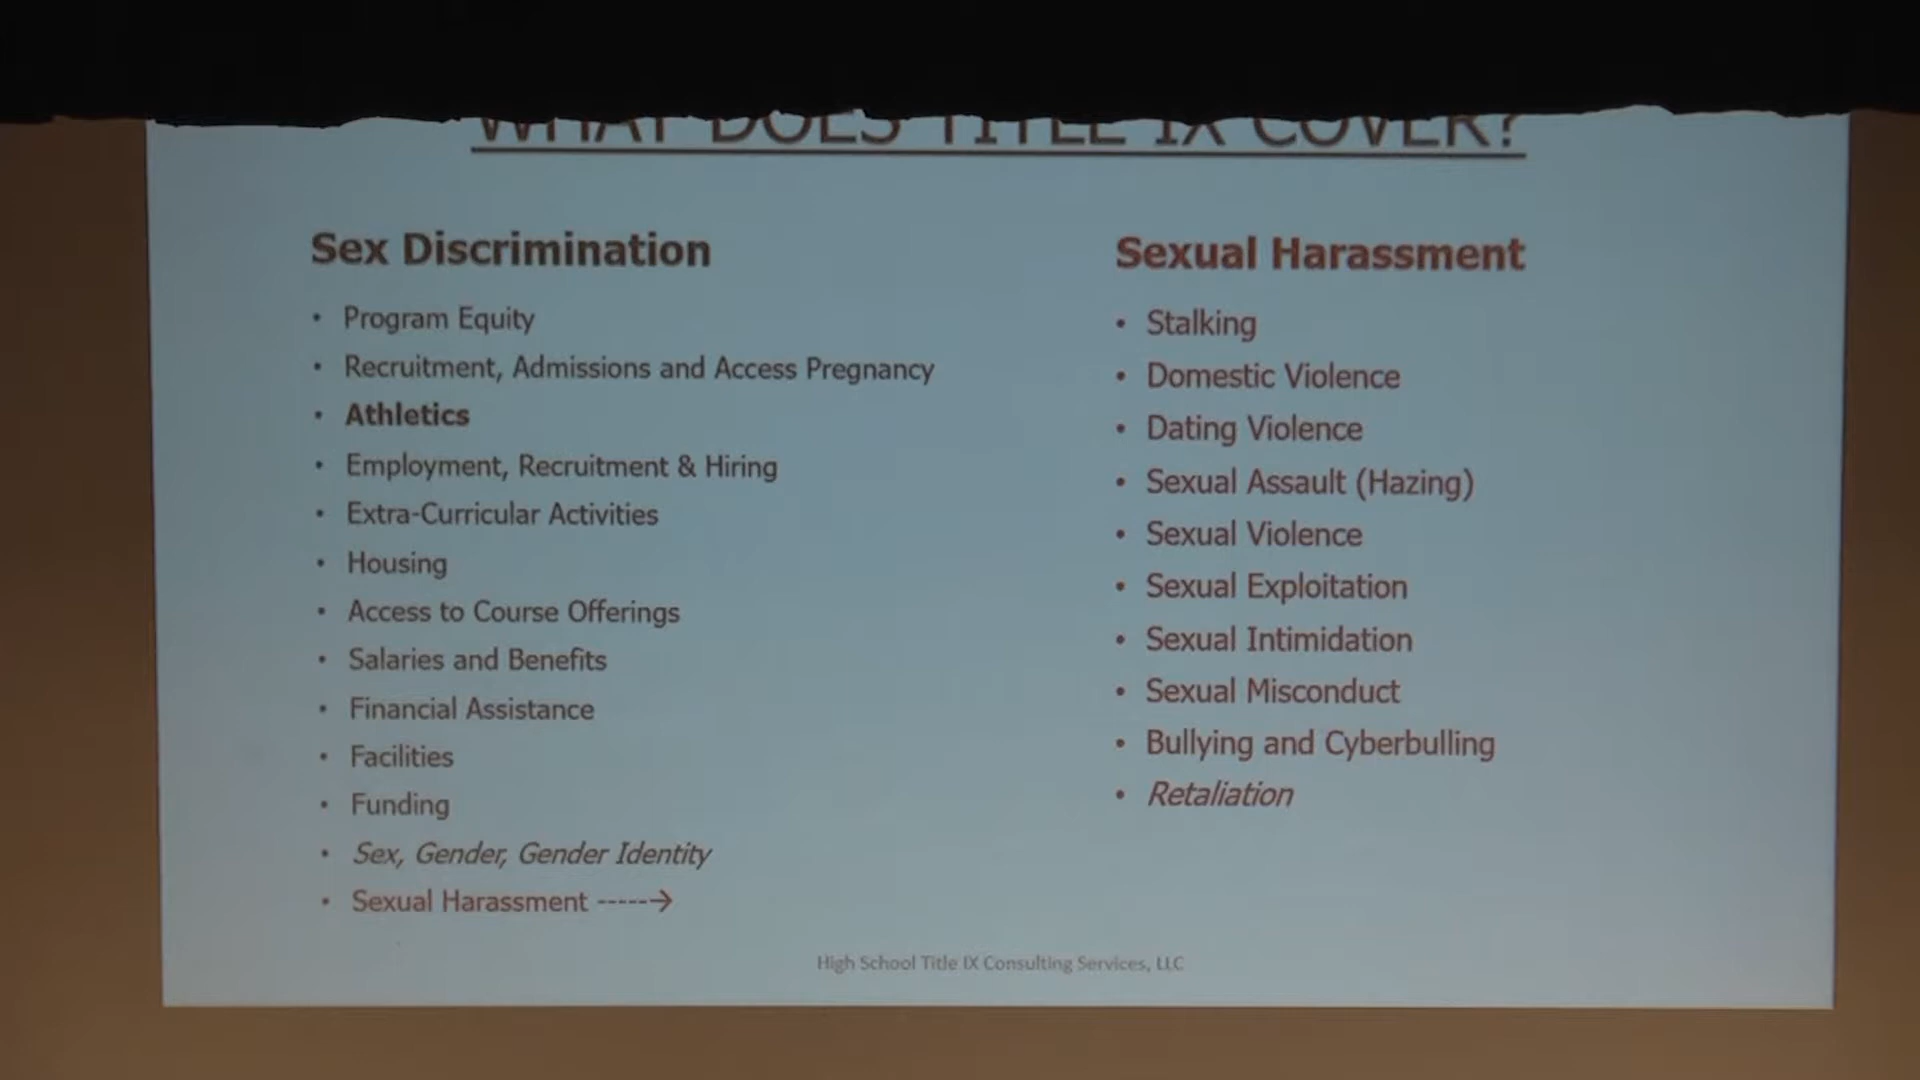 WHAT DOES TITLE IX COVER?
Sex Discrimination
• Program Equity
• Recruitment, Admissions and Access Pregnancy
• Athletics
• Employment, Recruitment & Hiring
• Extra-Curricular Activities
• Housing
• Access to Course Offerings
• Salaries and Benefits
• Financial Assistance
• Facilities
• Funding
• Sex, Gender, Gender Identity
• Sexual Harassment ----->
Sexual Harassment
• Stalking
• Domestic Violence
• Dating Violence
• Sexual Assault (Hazing)
• Sexual Violence
• Sexual Exploitation
• Sexual Intimidation
• Sexual Misconduct
• Bullying and Cyberbulling
• Retaliation
High School Title IX Consulting Services, LLC